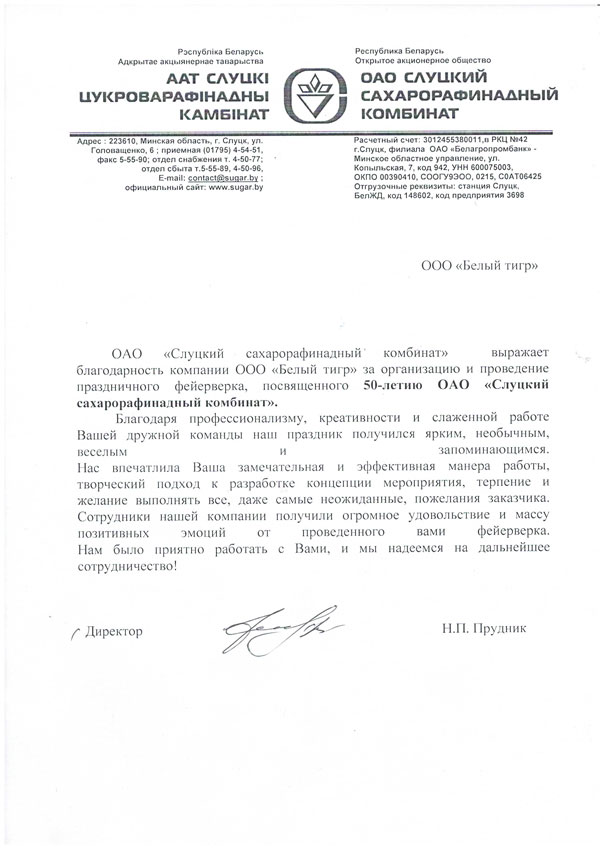 Рэспубліка Беларусь
Адкрытае акцыянернае таварыства
ААТ СЛУЦКІ
ЦУКРОВАРАФІНАДНЫ
КАМБІНАТ
Республика Беларусь
Открытое акционерное общество
ОАО СЛУЦКИЙ
САХАРОРАФИНАДНЫЙ
КОМБИНАТ
Адрес : 223610, Минская область, г. Слуцк, ул.
Головащенко, 6 ; приемная (01795) 4-54-51,
факс 5-55-90; отдел снабжения т. 4-50-77;
отдел сбыта т.5-55-89, 4-50-96,
E-mail: contact@sugar.by ;
официальный сайт: www.sugar.by
Расчетный счет: 3012455380011,в РКЦ №42
г.Слуцк, филиала ОАО «Белагропромбанк» -
Минское областное управление, ул.
Копыльская, 7, код 942, УНН 600075003,
ОКПО 00390410, СООГУ9ЭОО, 0215, СОАТ06425
Отгрузочные реквизиты: станция Слуцк,
БелЖД, код 148602, код предприятия 3698
ООО «Белый тигр»
ОАО «Слуцкий сахарорафинадный комбинат» выражает
благодарность компании ООО «Белый тигр» за организацию и проведение
праздничного фейерверка, посвященного 50-летию ОАО «Слуцкий
сахарорафинадный комбинат».
Благодаря профессионализму, креативности и слаженной работе
Вашей дружной команды наш праздник получился ярким, необычным,
веселым и запоминающимся.
Нас впечатлила Ваша замечательная и эффективная манера работы,
творческий подход к разработке концепции мероприятия, терпение и
желание выполнять все, даже самые неожиданные, пожелания заказчика.
Сотрудники нашей компании получили огромное удовольствие и массу
позитивных эмоций от проведенного вами фейерверка.
Нам было приятно работать с Вами, и мы надеемся на дальнейшее
сотрудничество!
Директор
Н.П. Прудник